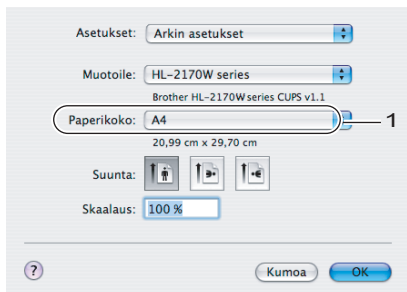 Asetukset: Arkin asetukset
Muotoile: HL-2170W series
Brother HL-2170W series CUPS v1.1
Paperikoko: A4 1
20,99 cm x 29,70 cm
Suunta:
Skaalaus: 100 %
? Kumoa OK